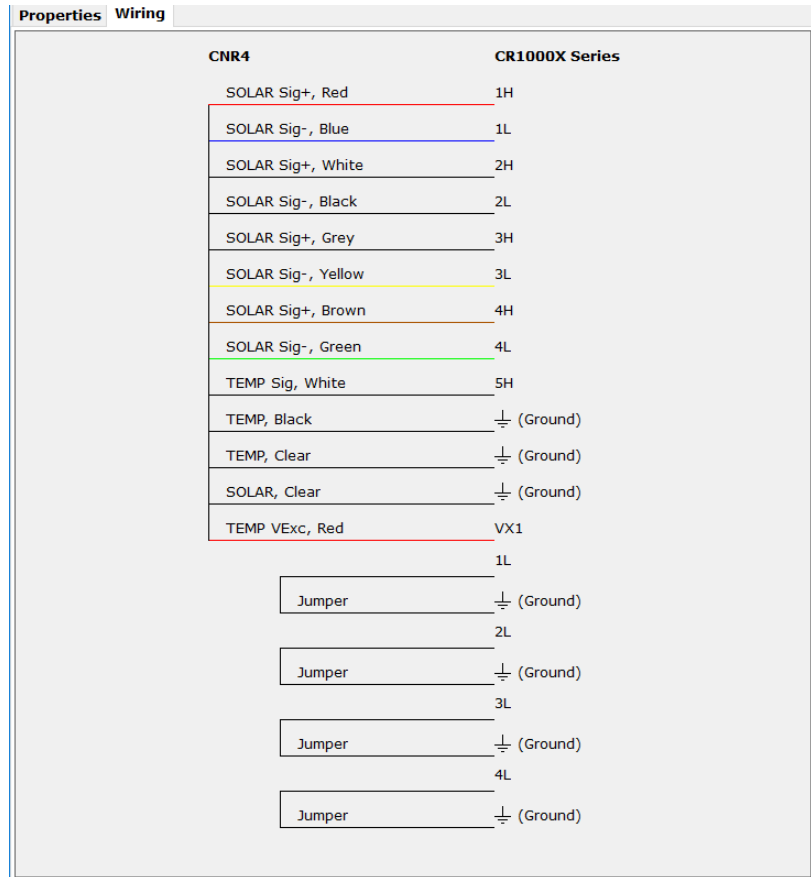 Properties Wiring
CNR4 CR1000X Series
SOLAR Sig+, Red 1H
SOLAR Sig-, Blue 1L
SOLAR Sig+, White 2H
SOLAR Sig-, Black 2L
SOLAR Sig+, Grey 3H
SOLAR Sig-, Yellow 3L
SOLAR Sig+, Brown 4H
SOLAR Sig-, Green 4L
TEMP Sig, White 5H
TEMP, Black (Ground)
TEMP, Clear (Ground)
SOLAR, Clear (Ground)
TEMP VExc, Red VX1
1L
Jumper (Ground)
2L
Jumper (Ground)
3L
Jumper (Ground)
4L
Jumper (Ground)